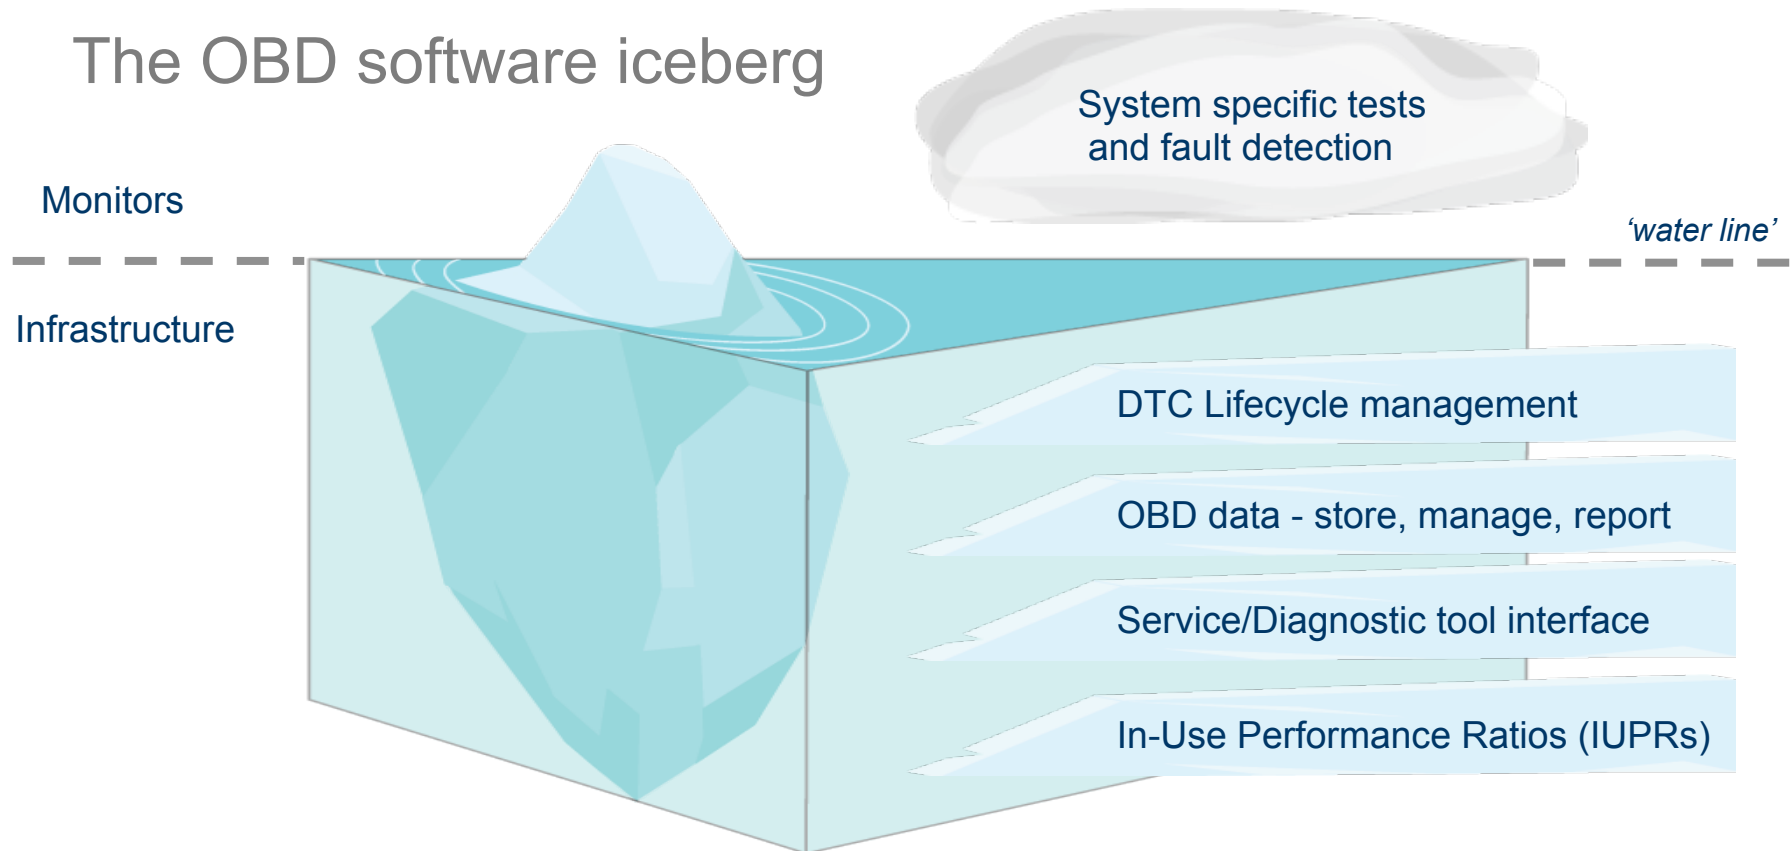 The OBD software iceberg
System specific tests
and fault detection
Monitors
‘water line’
Infrastructure
DTC Lifecycle management
OBD data - store, manage, report
Service/Diagnostic tool interface
In-Use Performance Ratios (IUPRs)